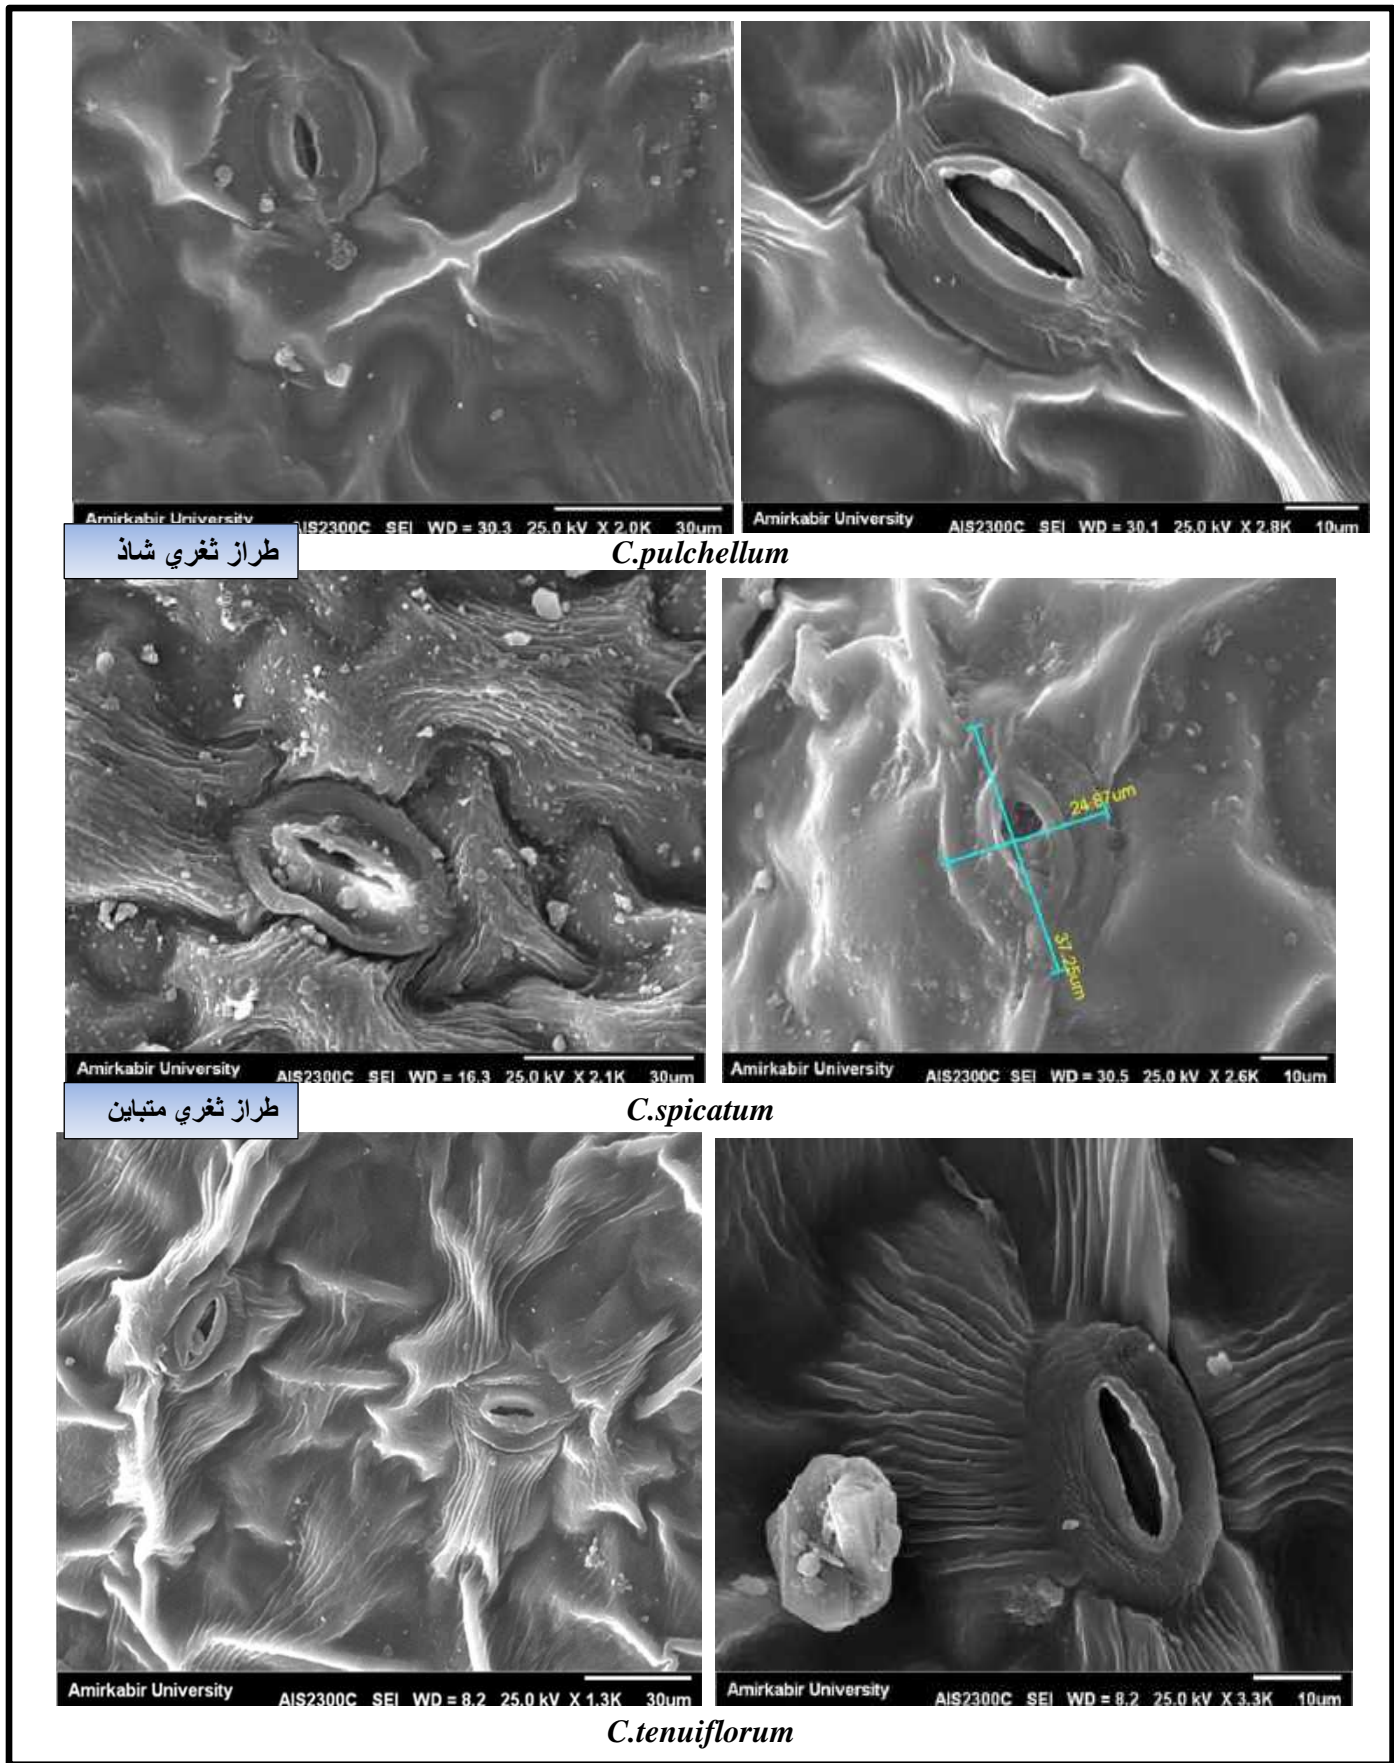 Amirkabir University
AIS2300C SEI WD = 30.3 25.0 kV X 2.0K 30um
Amirkabir University
AIS2300C SEI WD = 30.1 25.0 kV X 2.8K 10um
طراز ثغري شاذ
C.pulchellum
24.87um
37.25um
Amirkabir University
AIS2300C SEI WD = 16.3 25.0 kV X 2.1K 30um
Amirkabir University
AIS2300C SEI WD = 30.5 25.0 kV X 2.6K 10um
طراز ثغري متباين
C.spicatum
Amirkabir University
AIS2300C SEI WD = 8.2 25.0 kV X 1.3K 30um
Amirkabir University
AIS2300C SEI WD = 8.2 25.0 kV X 3.3K 10um
C.tenuiflorum